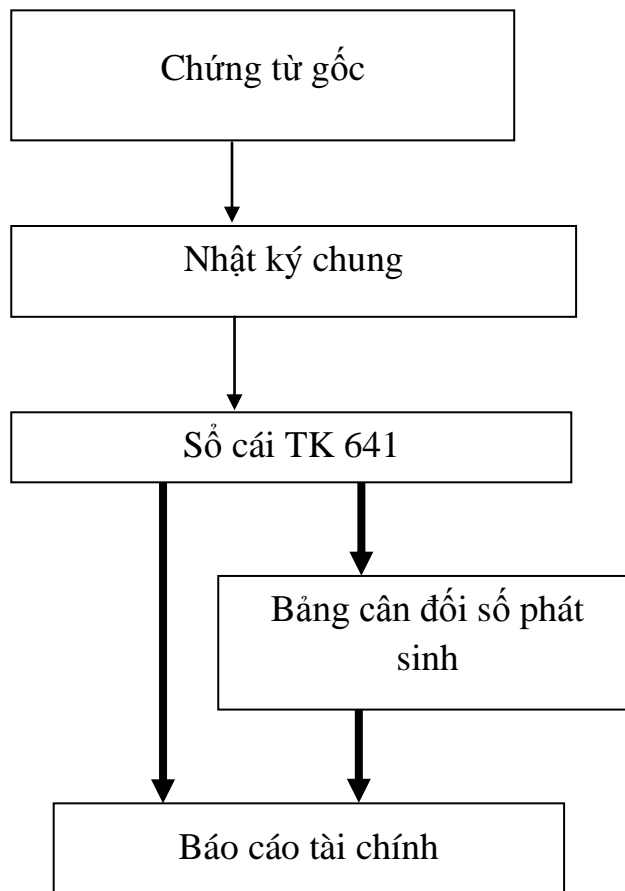 Chứng từ gốc
Nhật ký chung
Sổ cái TK 641
Bảng cân đối số phát
sinh
Báo cáo tài chính